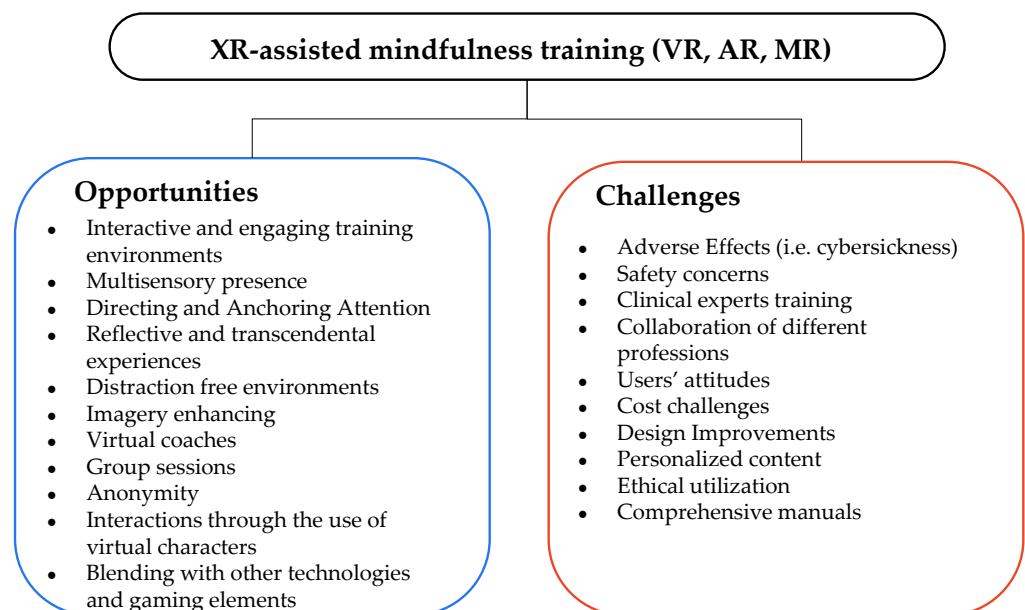 XR-assisted mindfulness training (VR, AR, MR)
Opportunities
• Interactive and engaging training
environments
• Multisensory presence
• Directing and Anchoring Attention
• Reflective and transcendental
experiences
• Distraction free environments
• Imagery enhancing
• Virtual coaches
• Group sessions
• Anonymity
• Interactions through the use of
virtual characters
• Blending with other technologies
and gaming elements
Challenges
• Adverse Effects (i.e. cybersickness)
• Safety concerns
• Clinical experts training
• Collaboration of different
professions
• Users’ attitudes
• Cost challenges
• Design Improvements
• Personalized content
• Ethical utilization
• Comprehensive manuals